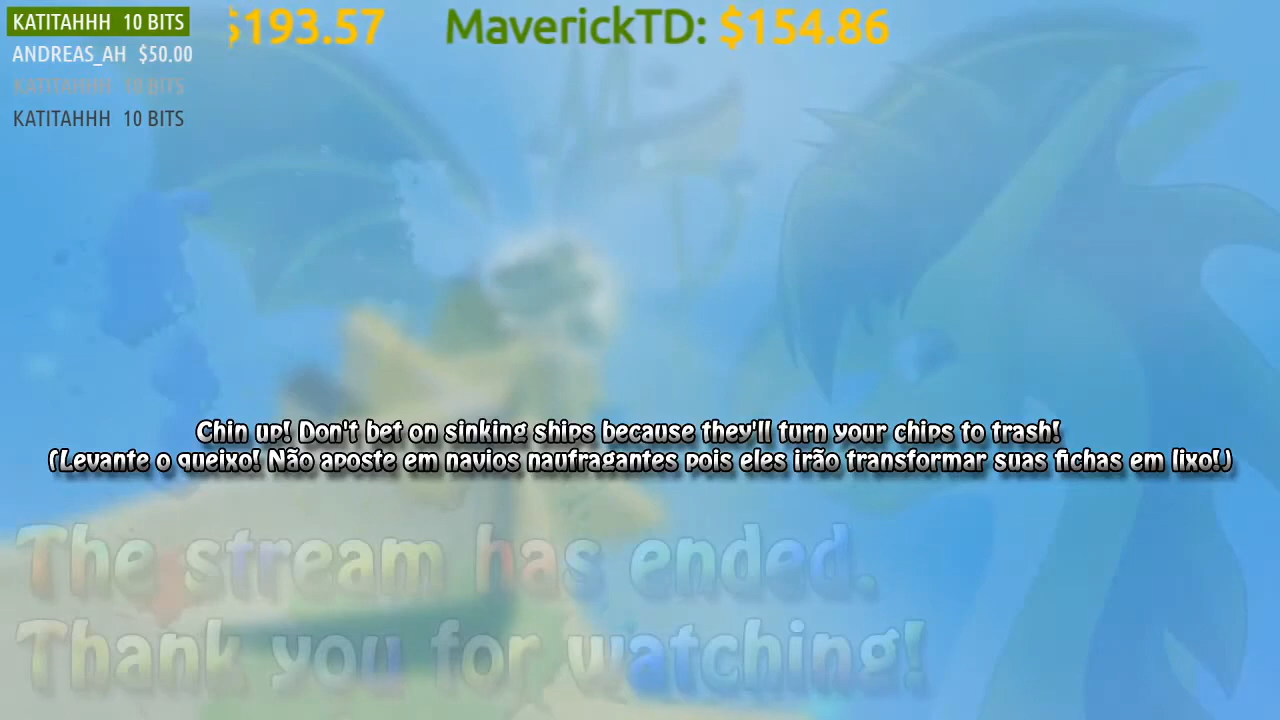 KATITAHHH 10 BITS
$193.57 MaverickTD: $154.86
ANDREAS_AH $50.00
KATITAHHH 10 BITS
KATITAHHH 10 BITS
Chin up! Don't bet on sinking ships because they'll turn your chips to trash!
(Levante o queixo! Não aposte em navios naufragantes pois eles irão transformar suas fichas em lixo!)
The stream has ended.
Thank you for watching!